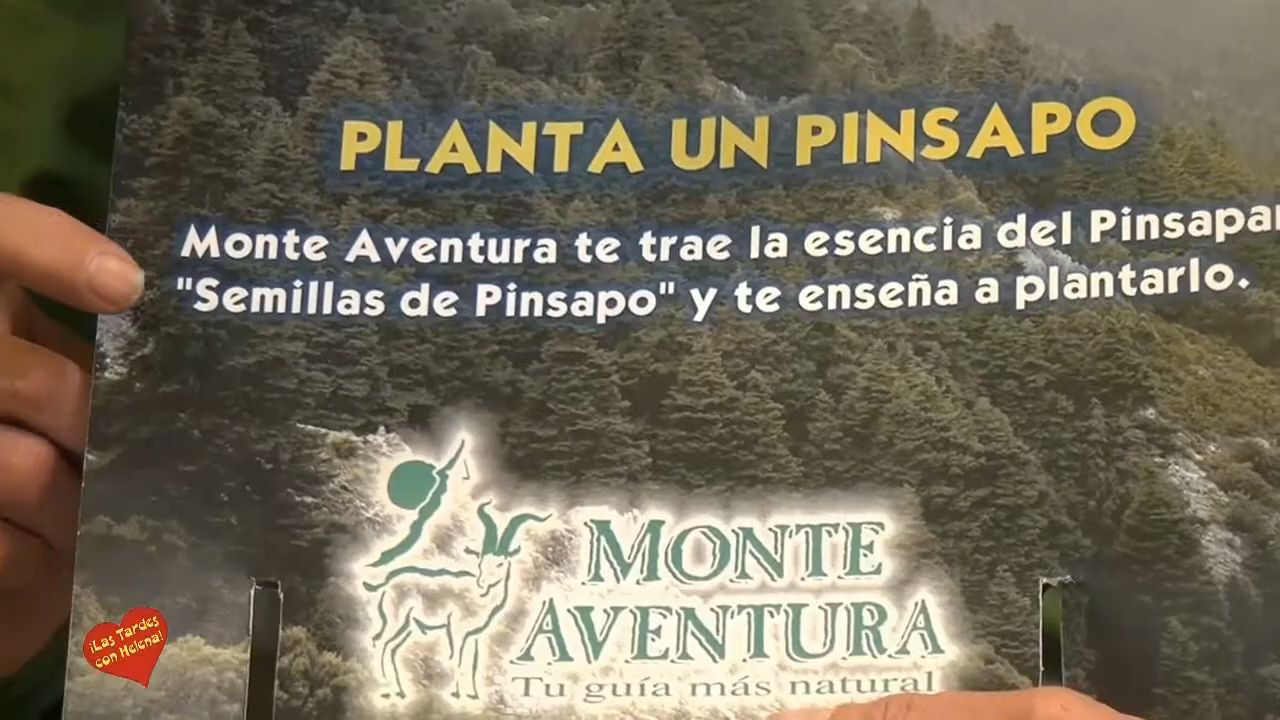 PLANTA UN PINSAPO
Monte Aventura te trae la esencia del Pinsapar
"Semillas de Pinsapo" y te enseña a plantarlo.
MONTE
AVENTURA
Tu guía más natural
¡Las Tardes
con Helena!